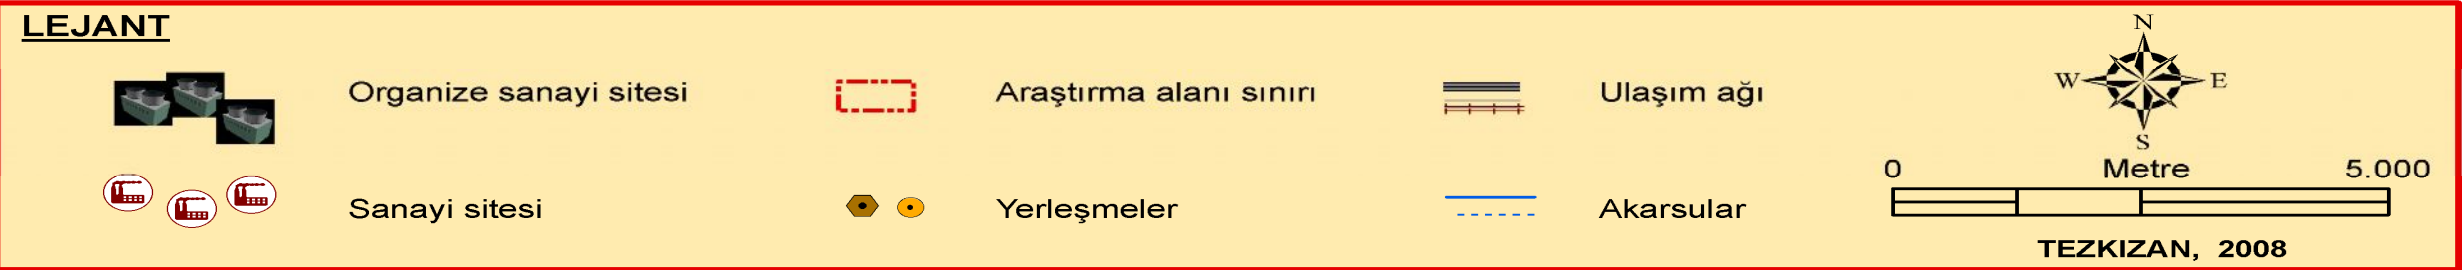 LEJANT
Organize sanayi sitesi
Araştırma alanı sınırı
Ulaşım ağı
N
W E
S
Sanayi sitesi
Yerleşmeler
Akarsular
0 Metre 5.000
TEZKIZAN, 2008